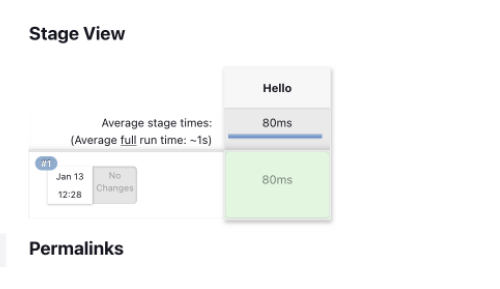 Stage View
Hello
Average stage times:
80ms
(Average full run time: ~1s)
#1
Jan 13
12:28
No
Changes
80ms
Permalinks